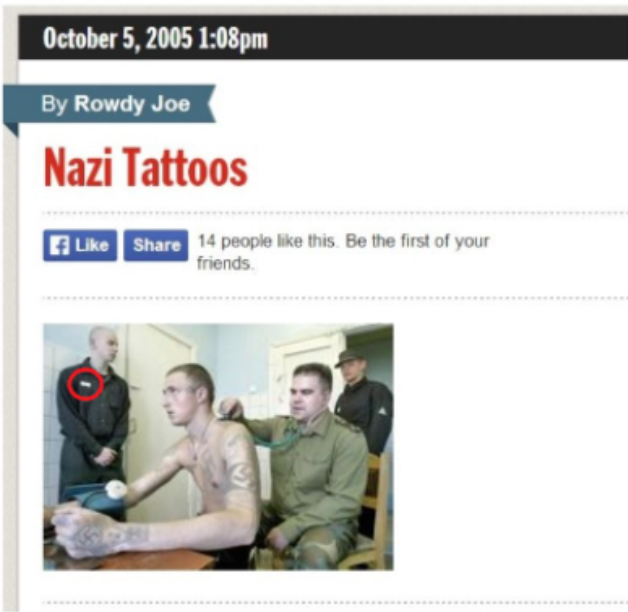 October 5, 2005 1:08pm
By Rowdy Joe
Nazi Tattoos
Like Share 14 people like this. Be the first of your
friends.